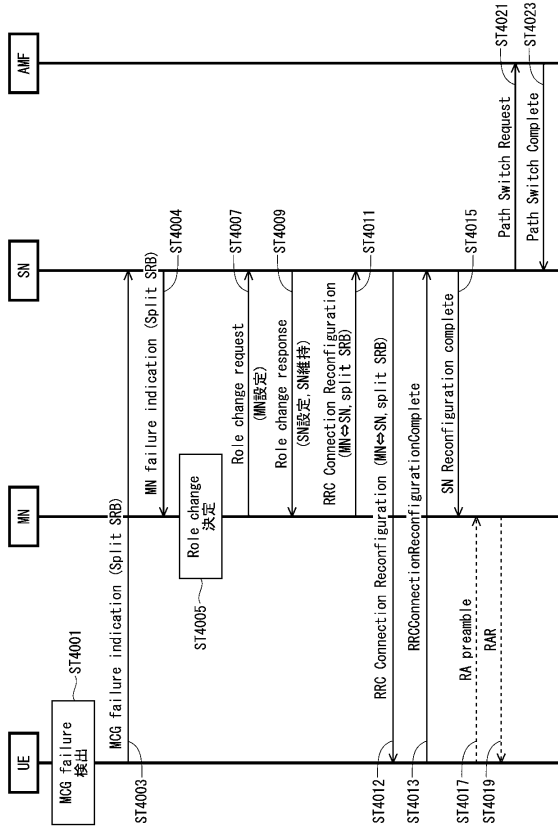 UE
MN
SN
AMF
MCG failure
検出
ST4001
MCG failure indication (Split SRB)
ST4003
MN failure indication (Split SRB)
ST4004
Role change
決定
ST4005
Role change request
(MN設定)
ST4007
Role change response
(SN設定, SN維持)
ST4009
RRC Connection Reconfiguration
(MN⇔SN, split SRB)
ST4011
RRC Connection Reconfiguration (MN⇔SN, split SRB)
ST4012
RRCConnectionReconfigurationComplete
ST4013
SN Reconfiguration complete
ST4015
RA preamble
ST4017
RAR
ST4019
Path Switch Request
ST4021
Path Switch Complete
ST4023